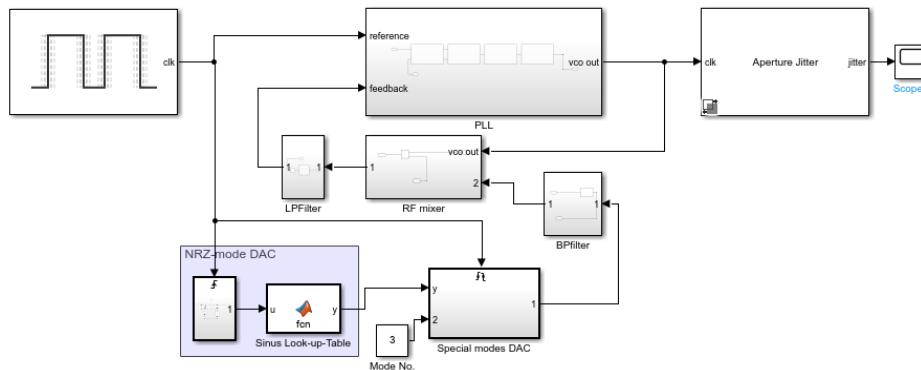 clk
reference
feedback
vco out
PLL
clk
Aperture Jitter
jitter
Scope
1
1
LPFilter
1
vco out
2
RF mixer
1
1
BPfilter
NRZ-mode DAC
1
u
fcn
y
Sinus Look-up-Table
3
Mode No.
y
2
1
Special modes DAC